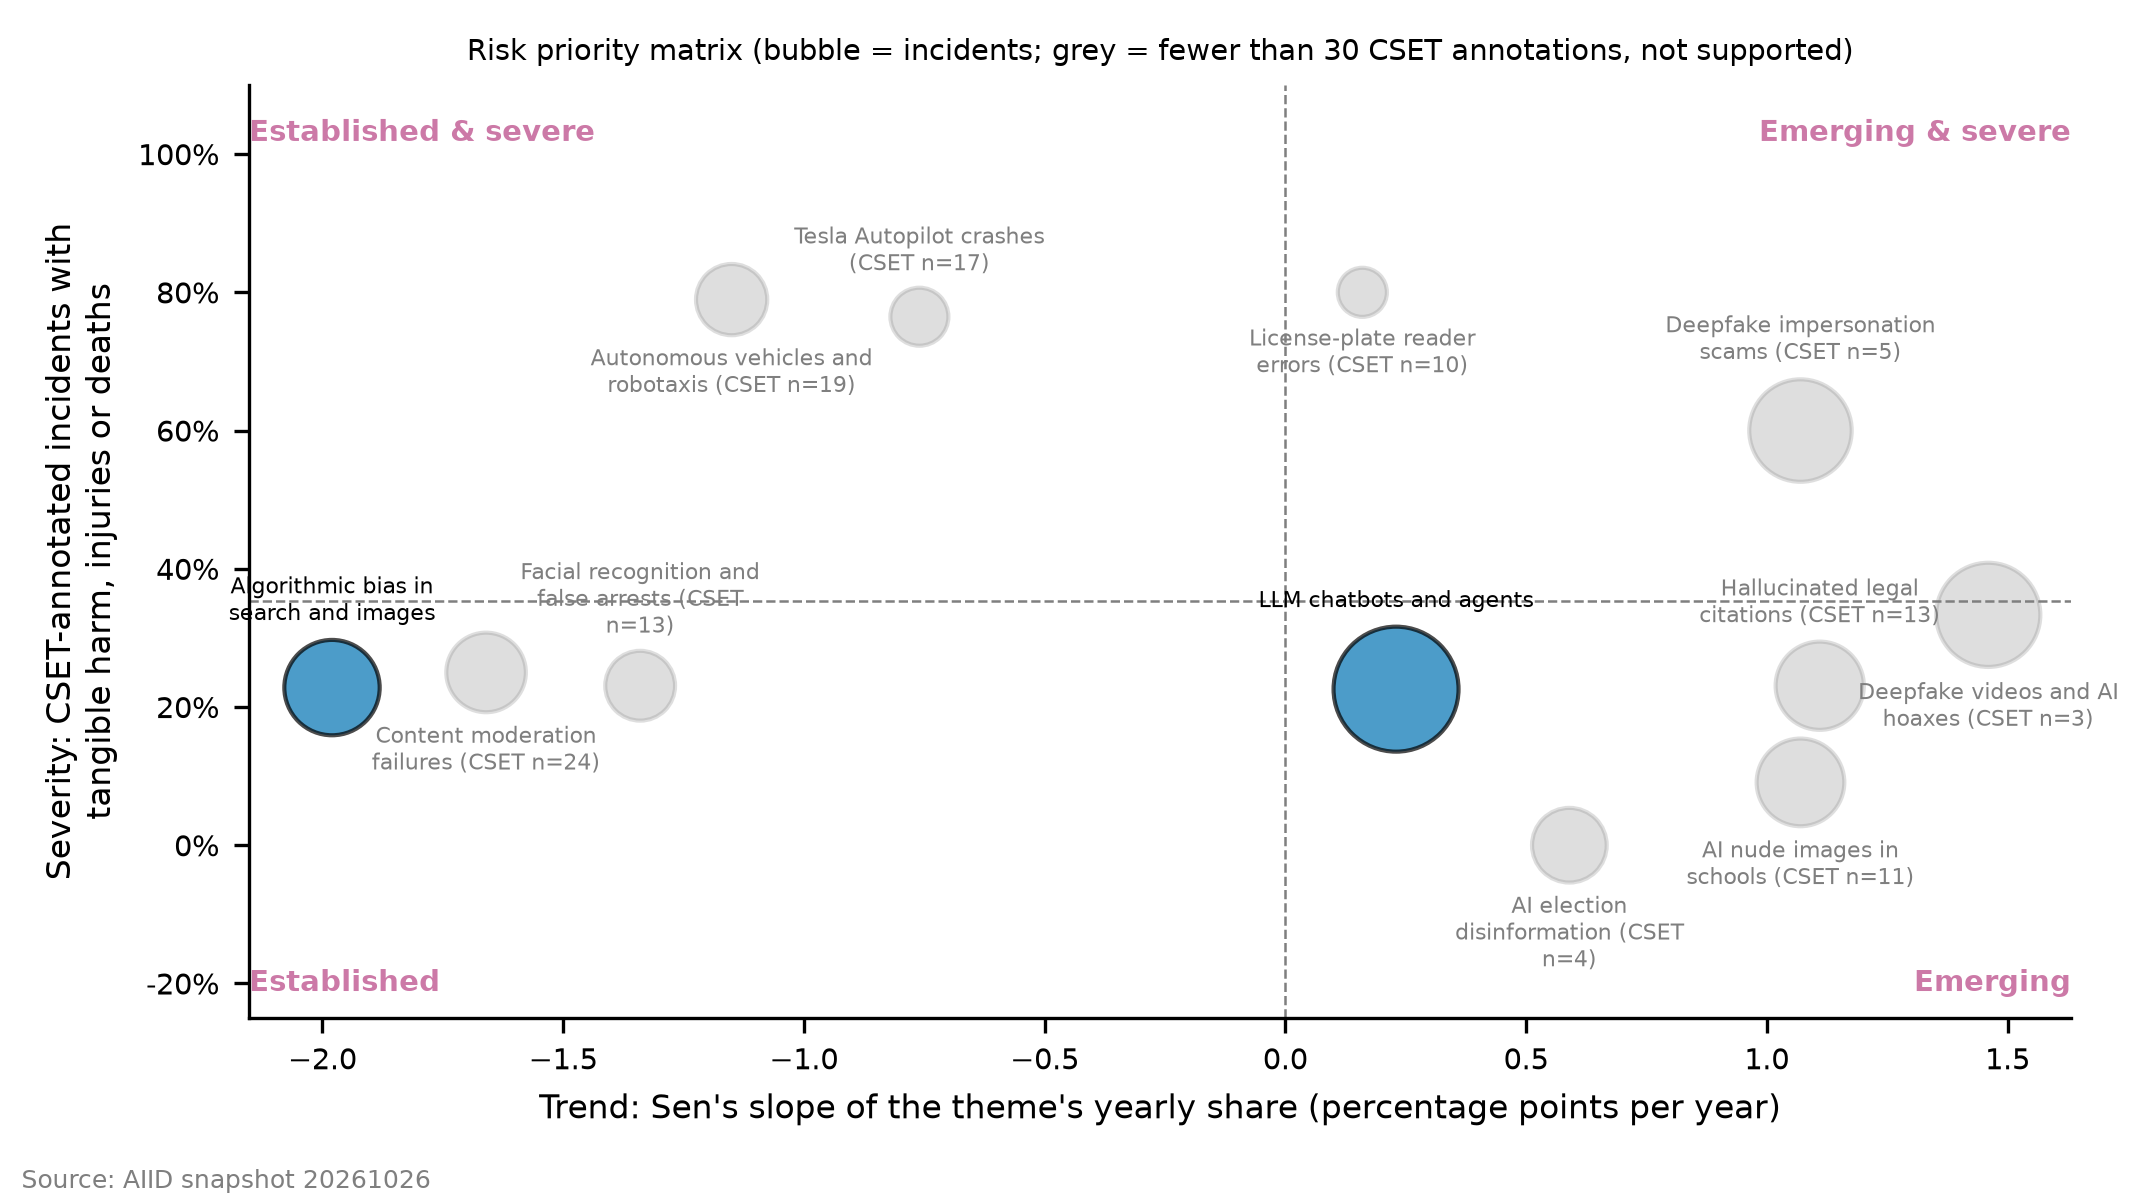 Risk priority matrix (bubble = incidents; grey = fewer than 30 CSET annotations, not supported)
Established & severe
Emerging & severe
100%
80%
60%
40%
20%
0%
-20%
Severity: CSET-annotated incidents with
tangible harm, injuries or deaths
Tesla Autopilot crashes
(CSET n=17)
Autonomous vehicles and
robotaxis (CSET n=19)
License-plate reader
errors (CSET n=10)
Deepfake impersonation
scams (CSET n=5)
Algorithmic bias in
search and images
Facial recognition and
false arrests (CSET
n=13)
Content moderation
failures (CSET n=24)
LLM chatbots and agents
Hallucinated legal
citations (CSET n=13)
Deepfake videos and AI
hoaxes (CSET n=3)
AI nude images in
schools (CSET n=11)
AI election
disinformation (CSET
n=4)
Established
Emerging
−2.0
−1.5
−1.0
−0.5
0.0
0.5
1.0
1.5
Trend: Sen's slope of the theme's yearly share (percentage points per year)
Source: AIID snapshot 20261026